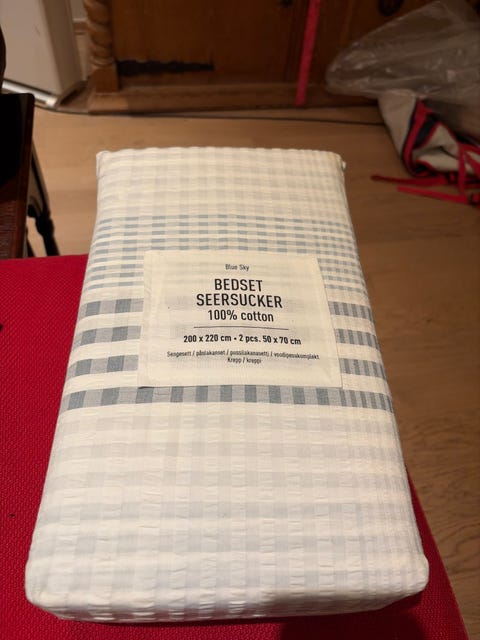 Blue Sky
BEDSET
SEERSUCKER
100% cotton
200 x 220 cm • 2 pcs. 50 x 70 cm
Sengesett / påslakanset / pussilakanasetti / voodipesukomplekt
Krepp / kreppi